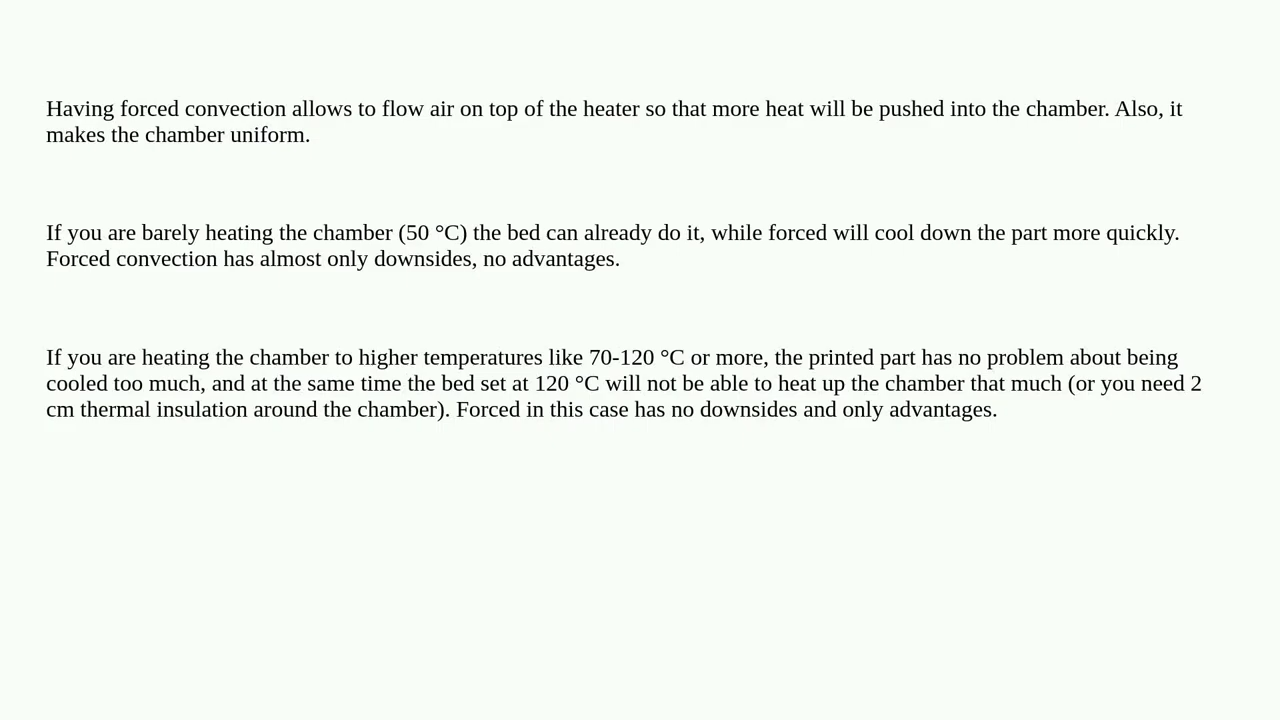 Having forced convection allows to flow air on top of the heater so that more heat will be pushed into the chamber. Also, it
makes the chamber uniform.
If you are barely heating the chamber (50 °C) the bed can already do it, while forced will cool down the part more quickly.
Forced convection has almost only downsides, no advantages.
If you are heating the chamber to higher temperatures like 70-120 °C or more, the printed part has no problem about being
cooled too much, and at the same time the bed set at 120 °C will not be able to heat up the chamber that much (or you need 2
cm thermal insulation around the chamber). Forced in this case has no downsides and only advantages.